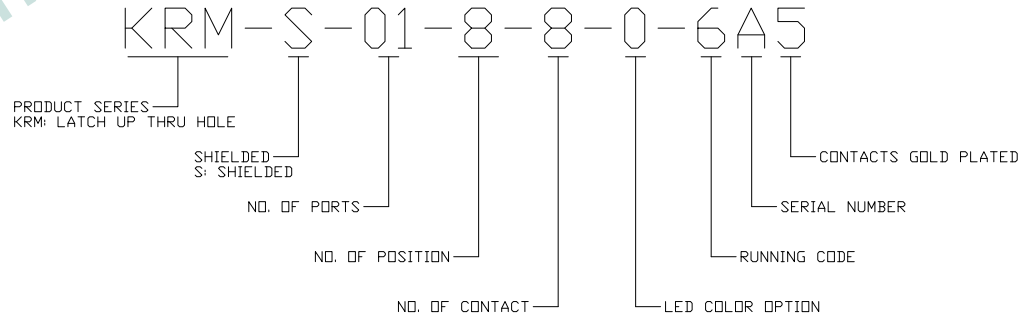 KRM-S-01-8-8-0-6A5
PRODUCT SERIES
KRM: LATCH UP THRU HOLE
SHIELDED
S: SHIELDED
CONTACTS GOLD PLATED
NO. OF PORTS
SERIAL NUMBER
NO. OF POSITION
RUNNING CODE
NO. OF CONTACT
LED COLOR OPTION